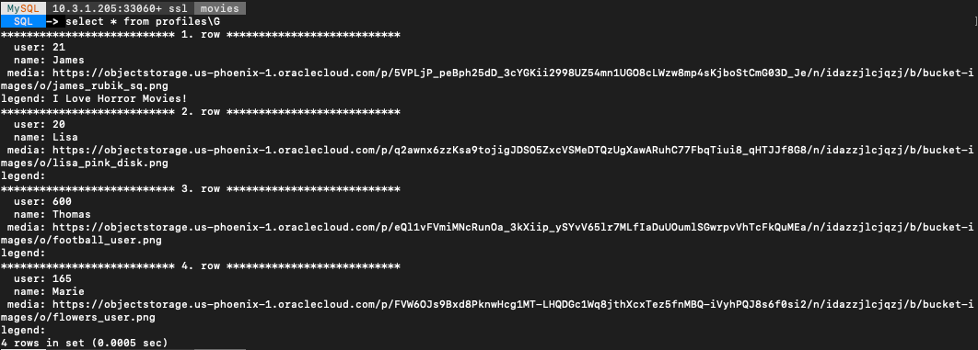 MySQL 10.3.1.205:33060+ ssl movies
SQL -> select * from profiles\G
*************************** 1. row ***************************
user: 21
name: James
media: https://objectstorage.us-phoenix-1.oraclecloud.com/p/5VPLjP_peBph25dD_3cYGKii2998UZ54mn1UGO8cLWzw8mp4sKjboStCmG03D_Je/n/idazzjlcjqzj/b/bucket-i
mages/o/james_rubik_sq.png
legend: I Love Horror Movies!
*************************** 2. row ***************************
user: 20
name: Lisa
media: https://objectstorage.us-phoenix-1.oraclecloud.com/p/q2awnx6zzKsa9tojigJDSO5ZxcVSMeDTQzUgXawARuhC77FbqTiui8_qHTJJf8G8/n/idazzjlcjqzj/b/bucket-i
mages/o/lisa_pink_disk.png
legend:
*************************** 3. row ***************************
user: 600
name: Thomas
media: https://objectstorage.us-phoenix-1.oraclecloud.com/p/eQl1vFVmiMNcRunOa_3kXiip_ySYvV65lr7MLfIaDuUOumlSGwrpvVhTcFkQuMEa/n/idazzjlcjqzj/b/bucket-i
mages/o/football_user.png
legend:
*************************** 4. row ***************************
user: 165
name: Marie
media: https://objectstorage.us-phoenix-1.oraclecloud.com/p/FVW6OJs9Bxd8PknwHcg1MT-LHQDGc1Wq8jthXcxTez5fnMBQ-iVyhPQJ8s6f0si2/n/idazzjlcjqzj/b/bucket-i
mages/o/flowers_user.png
legend:
4 rows in set (0.0005 sec)